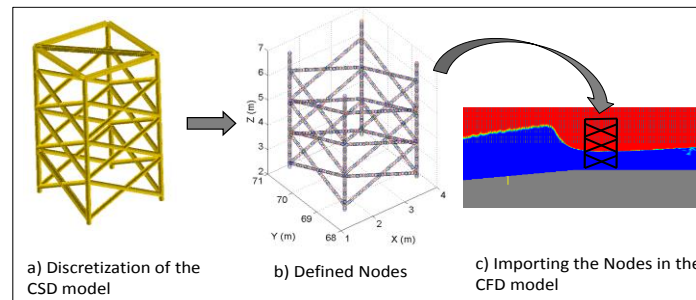 7
6
5
4
3
2
Z (m)
71
70
69
68
Y (m)
1
2
3
4
X (m)
a) Discretization of the
CSD model
b) Defined Nodes
c) Importing the Nodes in the
CFD model